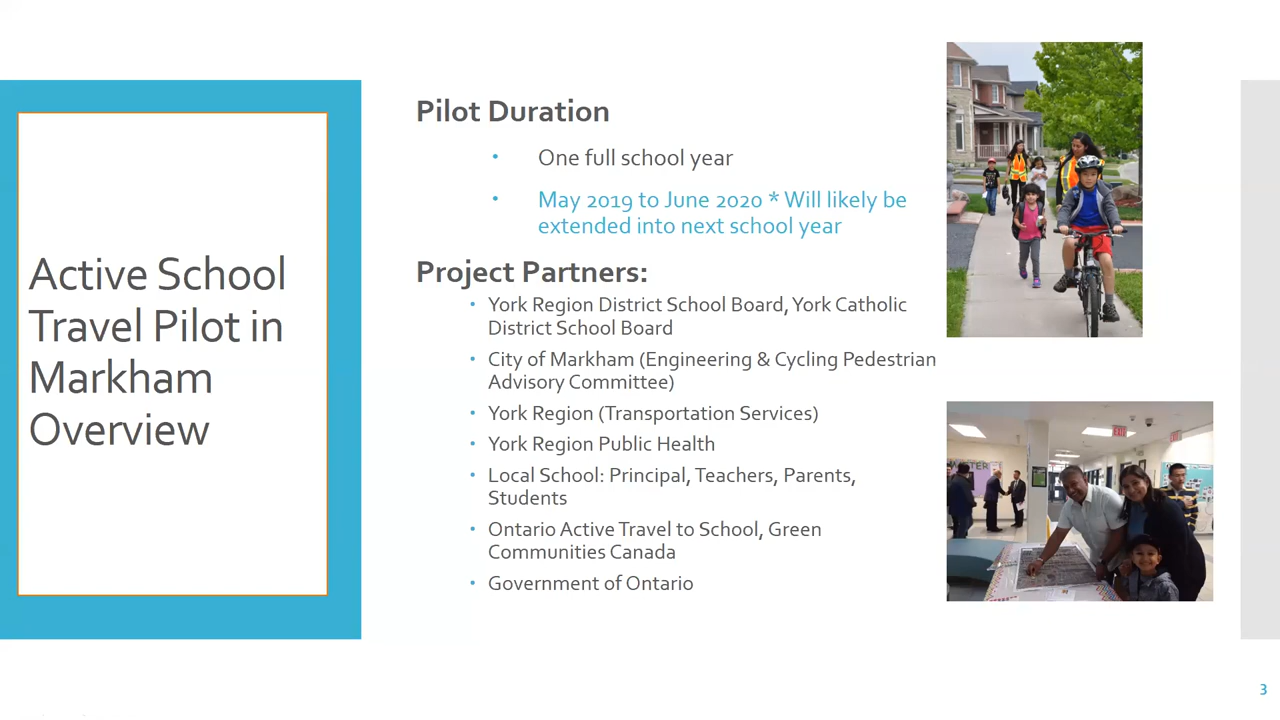 Active School
Travel Pilot in
Markham
Overview
Pilot Duration
• One full school year
• May 2019 to June 2020 * Will likely be
extended into next school year
Project Partners:
• York Region District School Board, York Catholic
District School Board
• City of Markham (Engineering & Cycling Pedestrian
Advisory Committee)
• York Region (Transportation Services)
• York Region Public Health
• Local School: Principal, Teachers, Parents,
Students
• Ontario Active Travel to School, Green
Communities Canada
• Government of Ontario
EXIT
3